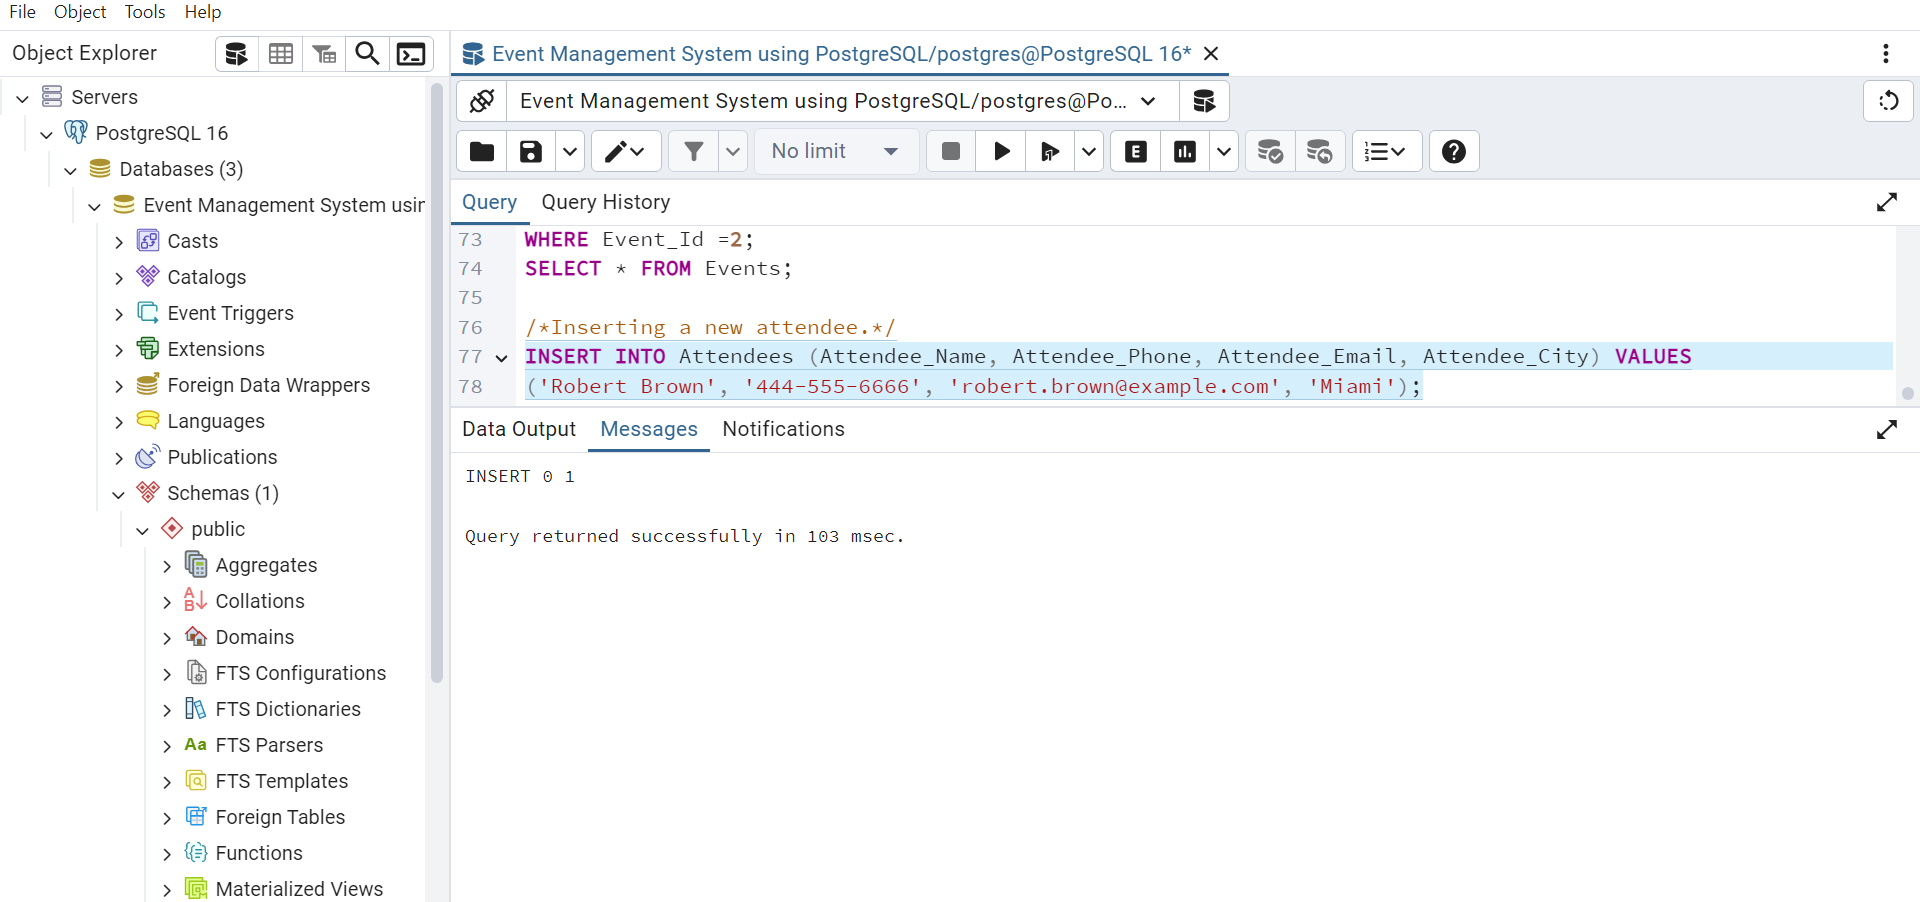 File Object Tools Help
Object Explorer
Servers
PostgreSQL 16
Databases (3)
Event Management System usin
Casts
Catalogs
Event Triggers
Extensions
Foreign Data Wrappers
Languages
Publications
Schemas (1)
public
Aggregates
Collations
Domains
FTS Configurations
FTS Dictionaries
Aa FTS Parsers
FTS Templates
Foreign Tables
Functions
Materialized Views
Event Management System using PostgreSQL/postgres@PostgreSQL 16*
Event Management System using PostgreSQL/postgres@Po...
No limit
E
Query Query History
73 WHERE Event_Id =2;
74 SELECT * FROM Events;
75
76 /*Inserting a new attendee.*/
77 INSERT INTO Attendees (Attendee_Name, Attendee_Phone, Attendee_Email, Attendee_City) VALUES
78 ('Robert Brown', '444-555-6666', 'robert.brown@example.com', 'Miami');
Data Output Messages Notifications
INSERT 0 1
Query returned successfully in 103 msec.